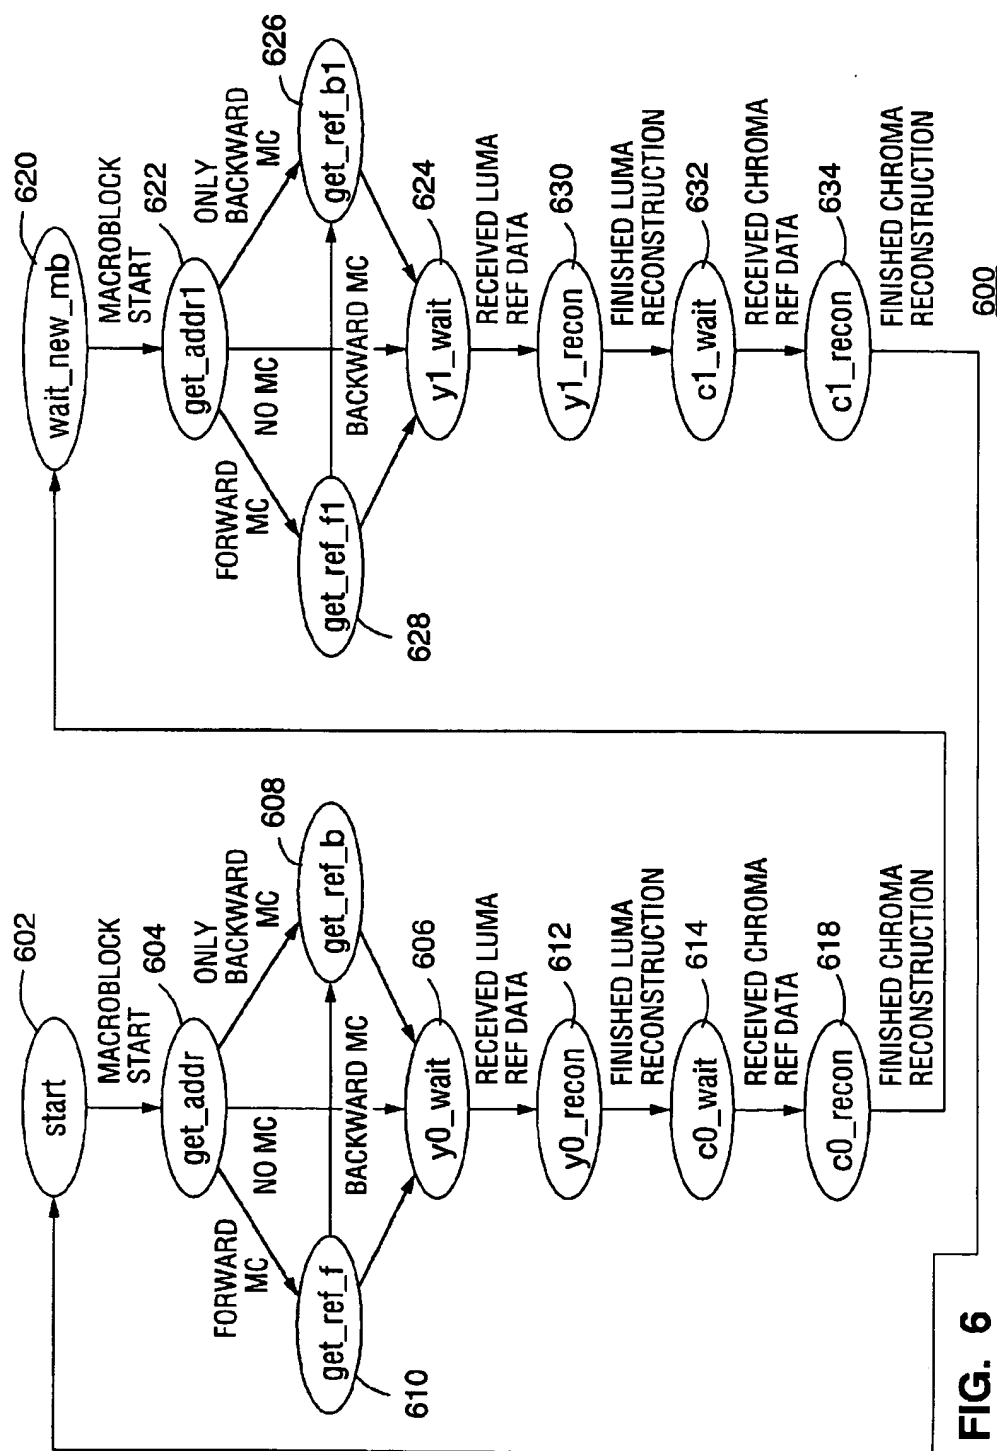 602
start
MACROBLOCK
START
604
get_addr
ONLY
BACKWARD
MC
608
FORWARD
MC
NO MC
get_ref_f
610
BACKWARD MC
get_ref_b
606
y0_wait
RECEIVED LUMA
REF DATA
612
y0_recon
FINISHED LUMA
RECONSTRUCTION
614
c0_wait
RECEIVED CHROMA
REF DATA
618
c0_recon
FINISHED CHROMA
RECONSTRUCTION
620
wait_new_mb
MACROBLOCK
START
622
get_addr1
ONLY
BACKWARD
MC
626
FORWARD
MC
NO MC
get_ref_f1
628
BACKWARD MC
get_ref_b1
624
y1_wait
RECEIVED LUMA
REF DATA
630
y1_recon
FINISHED LUMA
RECONSTRUCTION
632
c1_wait
RECEIVED CHROMA
REF DATA
634
c1_recon
FINISHED CHROMA
RECONSTRUCTION
600
FIG. 6